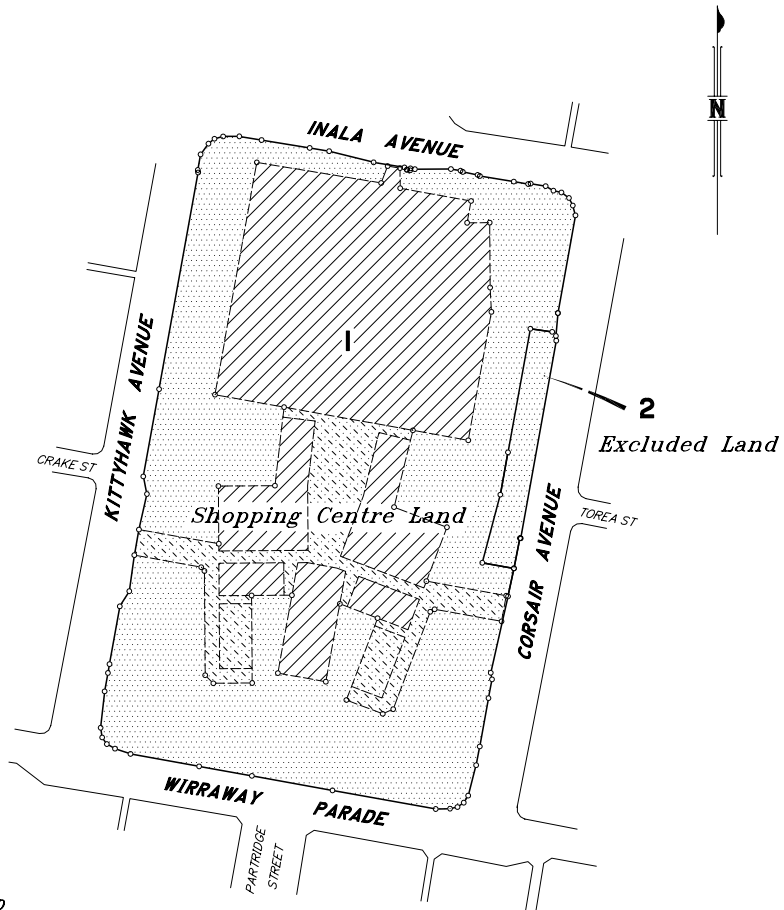 N
INALA AVENUE
1
KITTYHAWK AVENUE
2
Excluded Land
CRAKE ST
Shopping Centre Land
TOREA ST
CORSAIR AVENUE
WIRRAWAY PARADE
PARTRIDGE
STREET